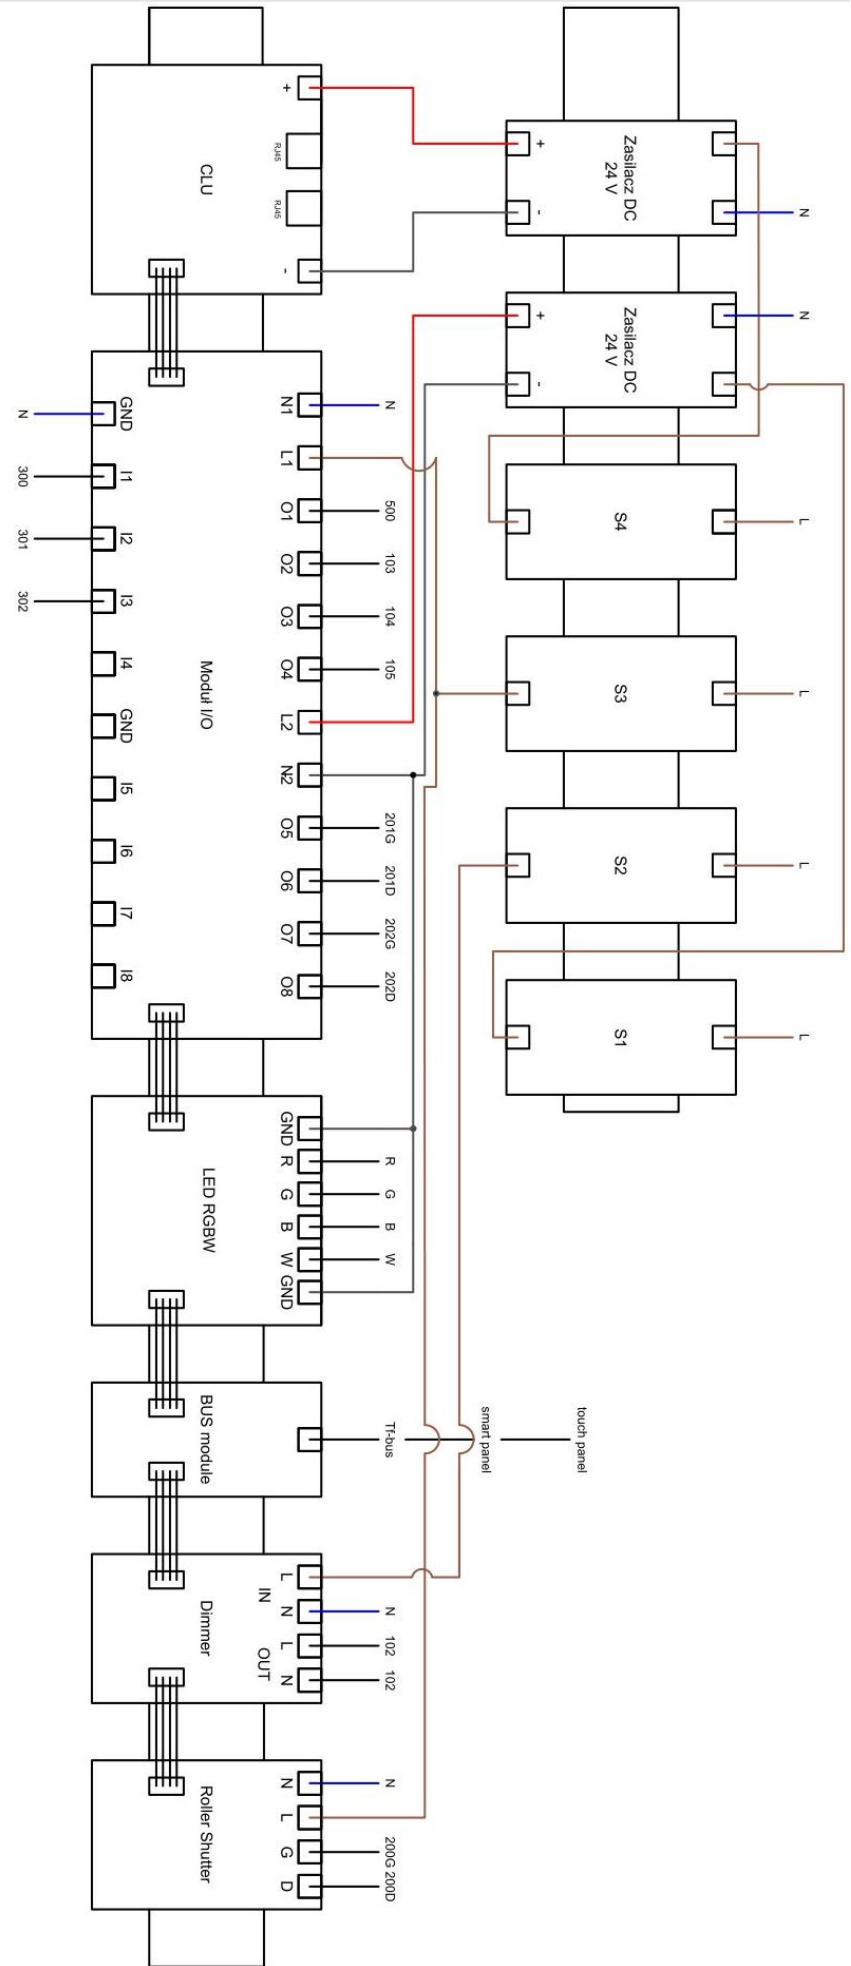 N
N
L
L
L
L
Zasilacz DC
24 V
Zasilacz DC
24 V
S4
S3
S2
S1
touch panel
+
-
+
-
smart panel
N
500
103
104
105
201G
201D
202G
202D
R
G
B
W
Tf-bus
N
102
102
N
200G 200D
+
RJ45
RJ45
-
N1
L1
O1
O2
O3
O4
L2
N2
O5
O6
O7
O8
GND
R
G
B
W
GND
L
N
L
N
IN
OUT
N
L
G
D
CLU
Moduł I/O
LED RGBW
BUS module
Dimmer
Roller Shutter
GND
I1
I2
I3
I4
GND
I5
I6
I7
I8
N
300
301
302